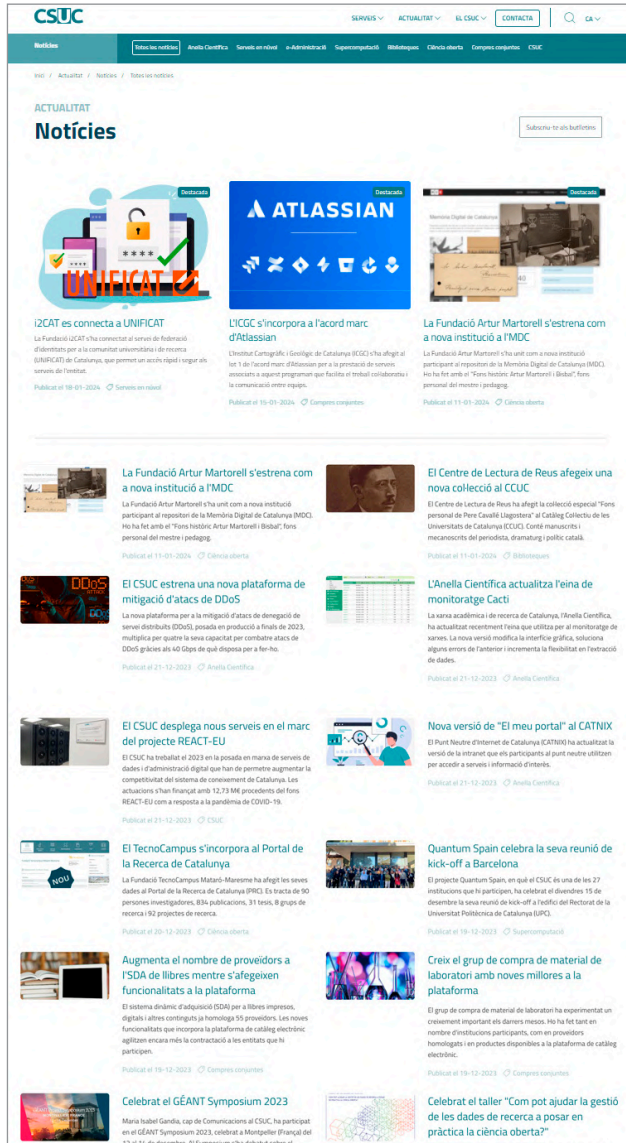 CSUC
SERVEIS
ACTUALITAT
EL CSUC
CONTACTA
CA
Notícies
Totes les notícies
Anella Científica
Serveis en núvol
e-Administració
Supercomputació
Biblioteques
Ciència oberta
Compres conjuntes
CSUC
Inici / Actualitat / Notícies / Totes les notícies
ACTUALITAT
Notícies
Subscriu-te als butlletins
Destacada
UNIFICAT
i2CAT es connecta a UNIFICAT
La Fundació i2CAT s'ha connectat al servei de federació
d'identitats per a la comunitat universitària i de recerca
(UNIFICAT) de Catalunya, que permet un accés ràpid i segur als
serveis de l'institut.
Publicat el 18-01-2024 Serveis en núvol
Destacada
ATLASSIAN
L'ICGC s'incorpora a l'acord marc
d'Atlassian
L'Institut Cartogràfic i Geològic de Catalunya (ICGC) s'ha afegit al
lot 1 de l'acord marc d'Atlassian per a la prestació de serveis
associats a aquest programari que facilita el treball col·laboratiu i
la comunicació entre equips.
Publicat el 15-01-2024 Compres conjuntes
Destacada
Memòria Digital de Catalunya
La Fundació Artur Martorell s'estrena com
a nova institució a l'MDC
La Fundació Artur Martorell s'ha unit com a nova institució
participant al repositori de la Memòria Digital de Catalunya (MDC).
Ho ha fet amb el "Fons històric Artur Martorell i Bisbal", fons
personal del mestre i pedagog.
Publicat el 11-01-2024 Ciència oberta
La Fundació Artur Martorell s'estrena com
a nova institució a l'MDC
La Fundació Artur Martorell s'ha unit com a nova institució
participant al repositori de la Memòria Digital de Catalunya (MDC).
Ho ha fet amb el "Fons històric Artur Martorell i Bisbal", fons
personal del mestre i pedagog.
Publicat el 11-01-2024 Ciència oberta
El Centre de Lectura de Reus afegeix una
nova col·lecció al CCUC
El Centre de Lectura de Reus ha afegit la col·lecció especial "Fons
personal de Pere Cavallé Llagostera" al Catàleg Col·lectiu de les
Universitats de Catalunya (CCUC). Conté manuscrits i
mecanoscrits del periodista, dramaturg i polític català.
Publicat el 11-01-2024 Biblioteques
DDoS
ATTACK
El CSUC estrena una nova plataforma de
mitigació d'atacs de DDoS
La nova plataforma per a la mitigació d'atacs de denegació de
servei distribuïts (DDoS), posada en producció a finals de 2023,
multiplica per quatre la seva capacitat per combatre atacs de
DDoS gràcies als 40 Gbps de què disposa per a fer-ho.
Publicat el 21-12-2023 Anella Científica
L'Anella Científica actualitza l'eina de
monitoratge Cacti
La xarxa acadèmica i de recerca de Catalunya, l'Anella Científica,
ha actualitzat recentment l'eina que utilitza per al monitoratge de
xarxes. La nova versió modifica la interfície gràfica, soluciona
alguns errors de l'anterior i incrementa la flexibilitat en l'extracció
de dades.
Publicat el 21-12-2023 Anella Científica
El CSUC desplega nous serveis en el marc
del projecte REACT-EU
El CSUC ha treballat el 2023 en la posada en marxa de serveis de
dades i d'administració digital que han de permetre augmentar la
competitivitat del sistema de coneixement de Catalunya. Les
actuacions s'han finançat amb 12,73 M€ procedents del fons
REACT-EU com a resposta a la pandèmia de COVID-19.
Publicat el 21-12-2023 CSUC
Nova versió de "El meu portal" al CATNIX
El Punt Neutre d'Internet de Catalunya (CATNIX) ha actualitzat la
versió de la intranet que els participants al punt neutre utilitzen
per accedir a serveis i informació d'interès.
Publicat el 21-12-2023 Anella Científica
NOU
El TecnoCampus s'incorpora al Portal de
la Recerca de Catalunya
La Fundació TecnoCampus Mataró-Maresme ha afegit les seves
dades al Portal de la Recerca de Catalunya (PRC). Es tracta de 90
persones investigadores, 834 publicacions, 31 tesis, 8 grups de
recerca i 92 projectes de recerca.
Publicat el 20-12-2023 Ciència oberta
Quantum Spain celebra la seva reunió de
kick-off a Barcelona
El projecte Quantum Spain, en què el CSUC és una de les 27
institucions que hi participen, ha celebrat el divendres 15 de
desembre la seva reunió de kick-off a l'edifici del Rectorat de la
Universitat Politècnica de Catalunya (UPC).
Publicat el 19-12-2023 Supercomputació
Augmenta el nombre de proveïdors a
l'SDA de llibres mentre s'afegeixen
funcionalitats a la plataforma
El sistema dinàmic d'adquisició (SDA) per a llibres impresos,
digitals i altres continguts ja homologa 55 proveïdors. Les noves
funcionalitats que incorpora la plataforma de catàleg electrònic
agilitzen encara més la contractació a les entitats que hi
participen.
Publicat el 19-12-2023 Compres conjuntes
Creix el grup de compra de material de
laboratori amb noves millores a la
plataforma
El grup de compra de material de laboratori ha experimentat un
creixement important els darrers mesos. Ho ha fet tant en
nombre d'institucions participants, com en proveïdors
homologats i en productes disponibles a la plataforma de catàleg
electrònic.
Publicat el 19-12-2023 Compres conjuntes
Celebrat el GÉANT Symposium 2023
Maria Isabel Gandia, cap de Comunicacions al CSUC, ha participat
en el GÉANT Symposium 2023, celebrat a Montpeller (França) del
Celebrat el taller "Com pot ajudar la gestió
de les dades de recerca a posar en
pràctica la ciència oberta?"